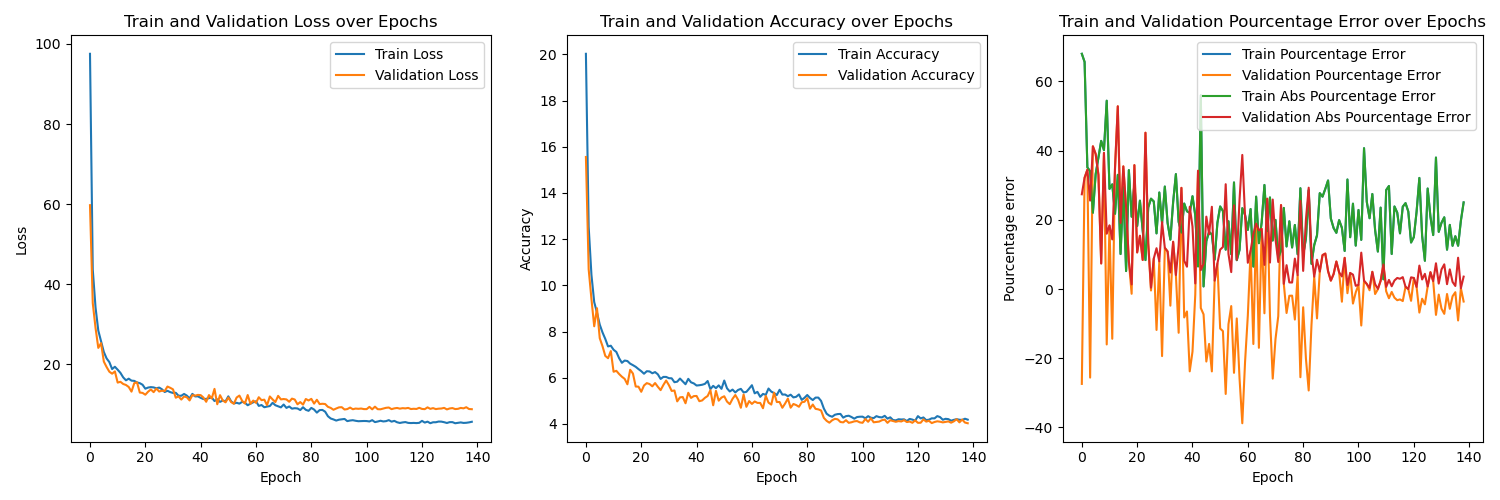 Train and Validation Loss over Epochs
100
80
60
40
20
Loss
0 20 40 60 80 100 120 140
Epoch
Train Loss
Validation Loss
Train and Validation Accuracy over Epochs
20
18
16
14
12
10
8
6
4
Accuracy
0 20 40 60 80 100 120 140
Epoch
Train Accuracy
Validation Accuracy
Train and Validation Pourcentage Error over Epochs
60
40
20
0
−20
−40
Pourcentage error
0 20 40 60 80 100 120 140
Epoch
Train Pourcentage Error
Validation Pourcentage Error
Train Abs Pourcentage Error
Validation Abs Pourcentage Error